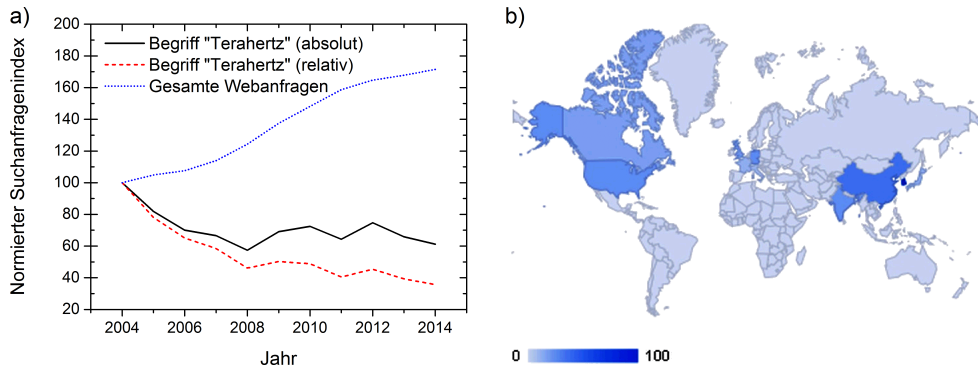 a)
Normierter Suchanfragenindex
200
180
160
140
120
100
80
60
40
20
Begriff "Terahertz" (absolut)
Begriff "Terahertz" (relativ)
Gesamte Webanfragen
2004 2006 2008 2010 2012 2014
Jahr
b)
0 100